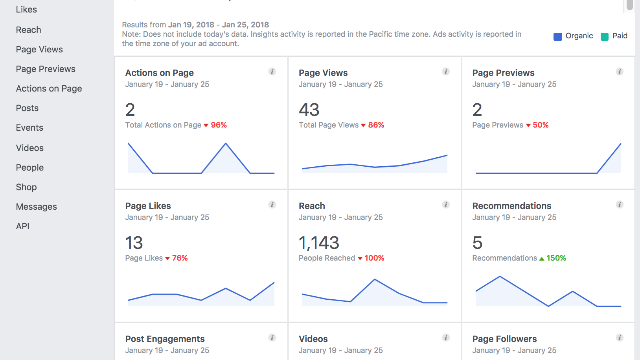 Likes
Reach
Page Views
Page Previews
Actions on Page
Posts
Events
Videos
People
Shop
Messages
API
Results from Jan 19, 2018 - Jan 25, 2018
Note: Does not include today's data. Insights activity is reported in the Pacific time zone. Ads activity is reported in
the time zone of your ad account.
Organic Paid
Actions on Page i
January 19 - January 25
2
Total Actions on Page ▼ 96%
Page Views i
January 19 - January 25
43
Total Page Views ▼ 86%
Page Previews i
January 19 - January 25
2
Page Previews ▼ 50%
Page Likes i
January 19 - January 25
13
Page Likes ▼ 76%
Reach i
January 19 - January 25
1,143
People Reached ▼ 100%
Recommendations i
January 19 - January 25
5
Recommendations ▲ 150%
Post Engagements i
January 19 - January 25
Videos i
January 19 - January 25
Page Followers i
January 19 - January 25